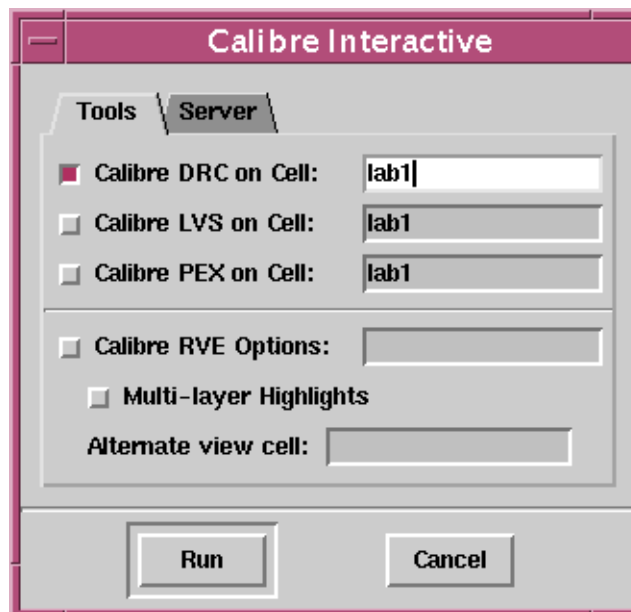 Calibre Interactive
Tools Server
Calibre DRC on Cell: lab1
Calibre LVS on Cell: lab1
Calibre PEX on Cell: lab1
Calibre RVE Options:
Multi-layer Highlights
Alternate view cell:
Run Cancel